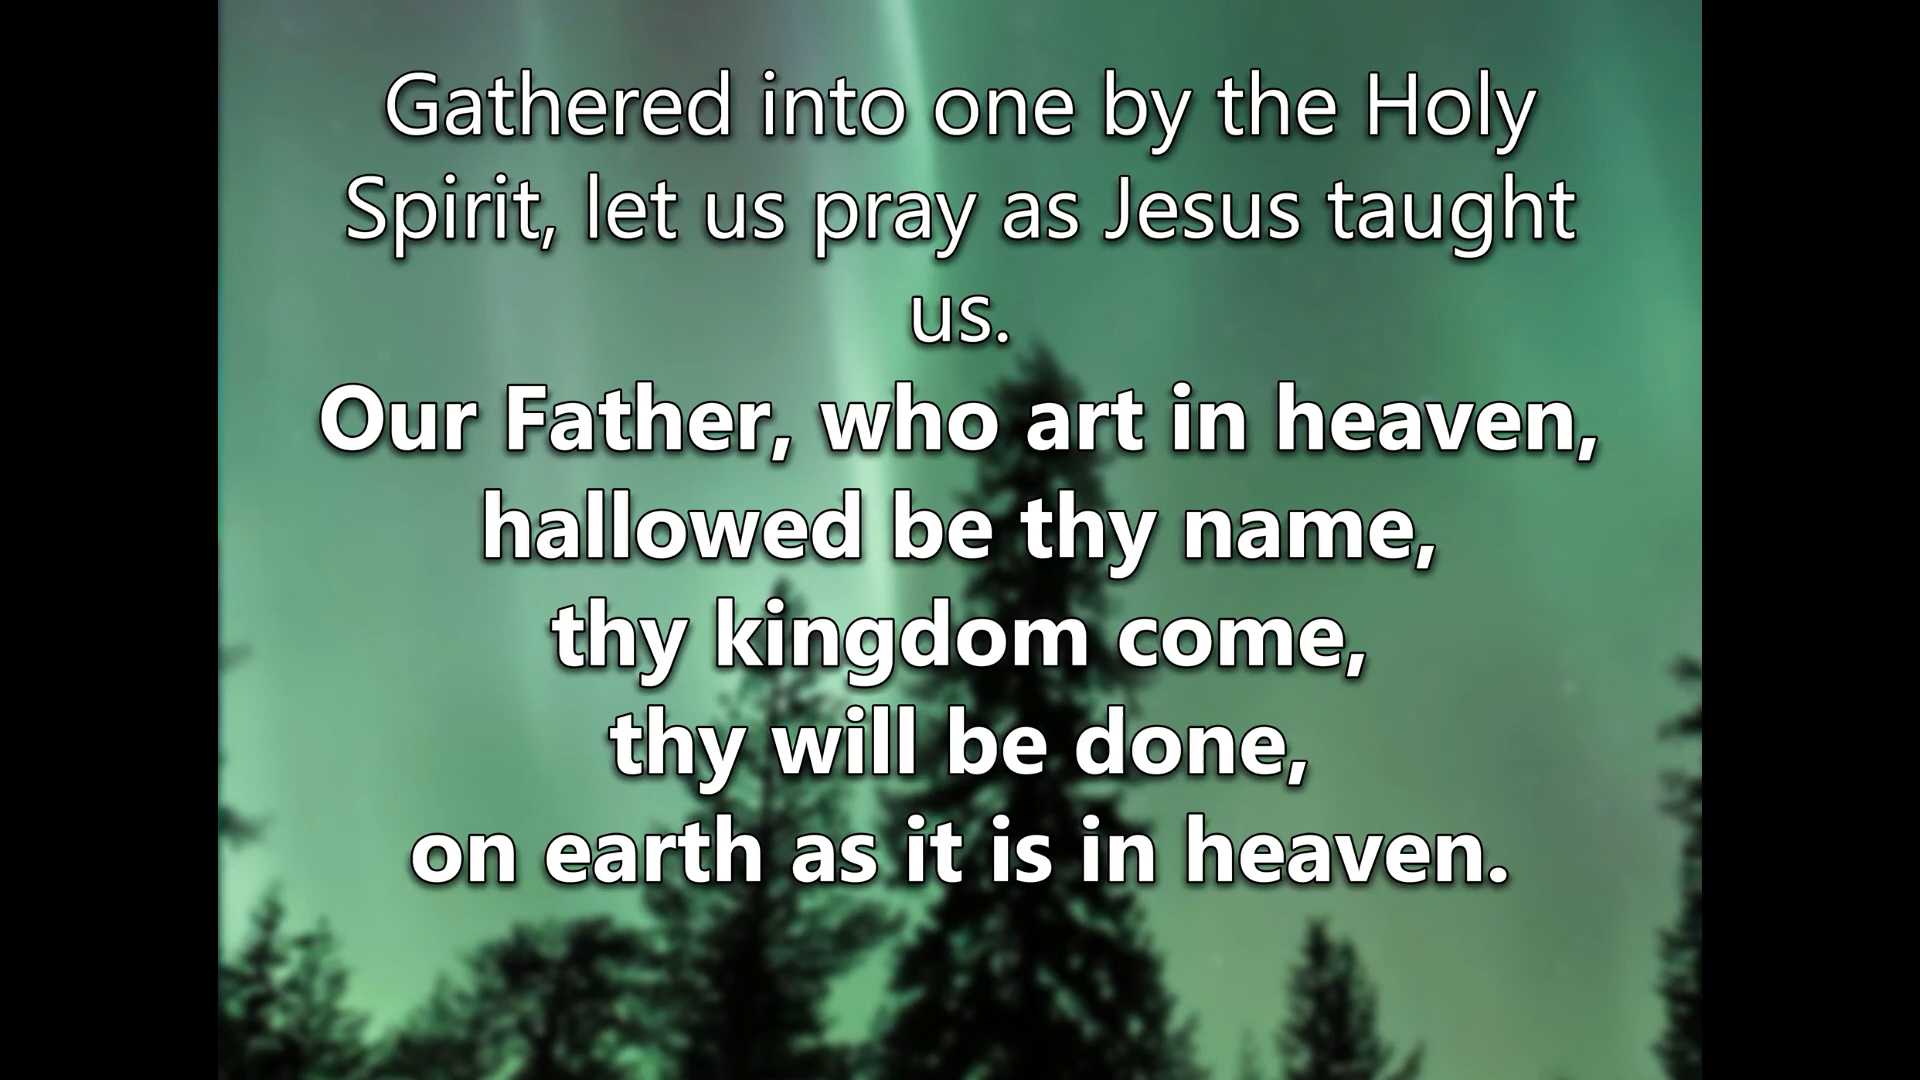 Gathered into one by the Holy
Spirit, let us pray as Jesus taught
us.
Our Father, who art in heaven,
hallowed be thy name,
thy kingdom come,
thy will be done,
on earth as it is in heaven.